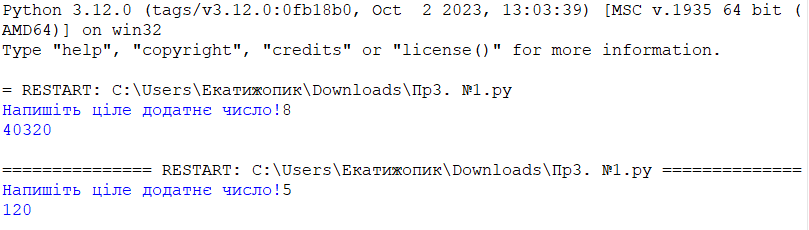 Python 3.12.0 (tags/v3.12.0:0fb18b0, Oct  2 2023, 13:03:39) [MSC v.1935 64 bit (
AMD64)] on win32
Type "help", "copyright", "credits" or "license()" for more information.
= RESTART: C:\Users\Екатижопик\Downloads\Пр3. №1.py
Напишіть ціле додатнє число!8
40320
=============== RESTART: C:\Users\Екатижопик\Downloads\Пр3. №1.py ==============
Напишіть ціле додатнє число!5
120